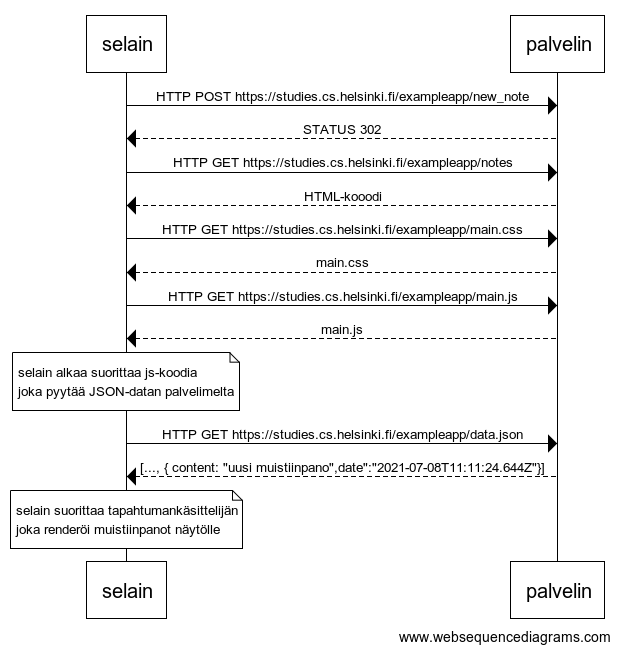 selain palvelin
HTTP POST https://studies.cs.helsinki.fi/exampleapp/new_note
STATUS 302
HTTP GET https://studies.cs.helsinki.fi/exampleapp/notes
HTML-kooodi
HTTP GET https://studies.cs.helsinki.fi/exampleapp/main.css
main.css
HTTP GET https://studies.cs.helsinki.fi/exampleapp/main.js
main.js
selain alkaa suorittaa js-koodia
joka pyytää JSON-datan palvelimelta
HTTP GET https://studies.cs.helsinki.fi/exampleapp/data.json
[..., { content: "uusi muistiinpano",date":"2021-07-08T11:11:24.644Z"}]
selain suorittaa tapahtumankäsittelijän
joka renderöi muistiinpanot näytölle
selain palvelin
www.websequencediagrams.com